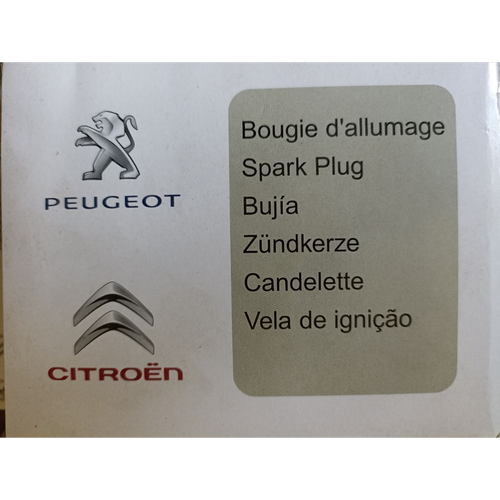 PEUGEOT
CITROËN
Bougie d'allumage
Spark Plug
Bujía
Zündkerze
Candelette
Vela de ignição